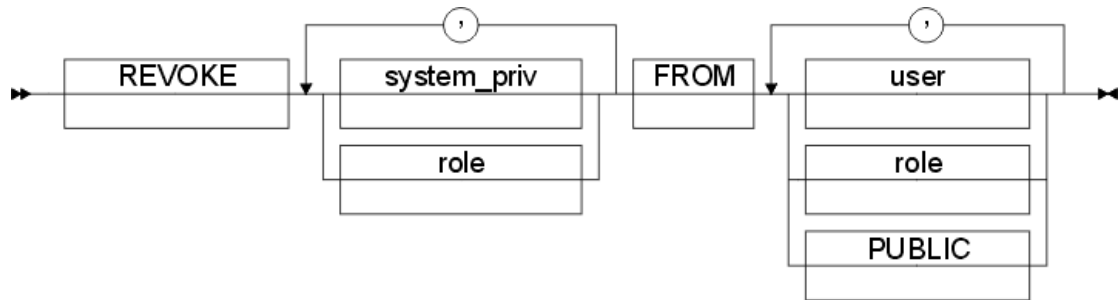 , ,
REVOKE system_priv FROM user
role role
PUBLIC